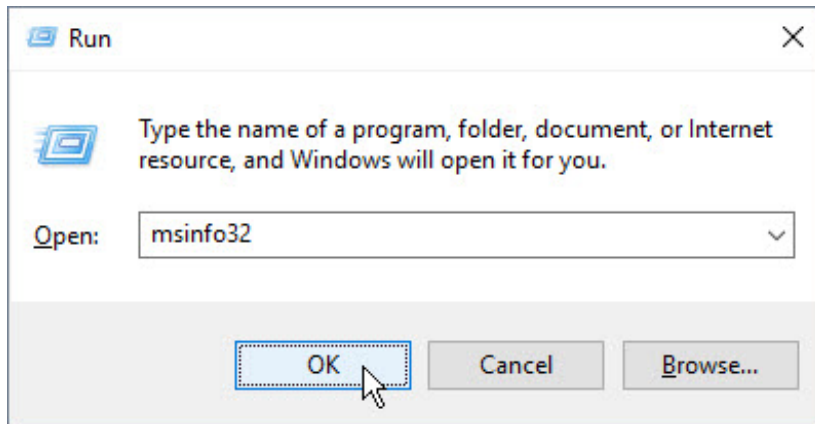 Run
Type the name of a program, folder, document, or Internet
resource, and Windows will open it for you.
Open: msinfo32
OK Cancel Browse...